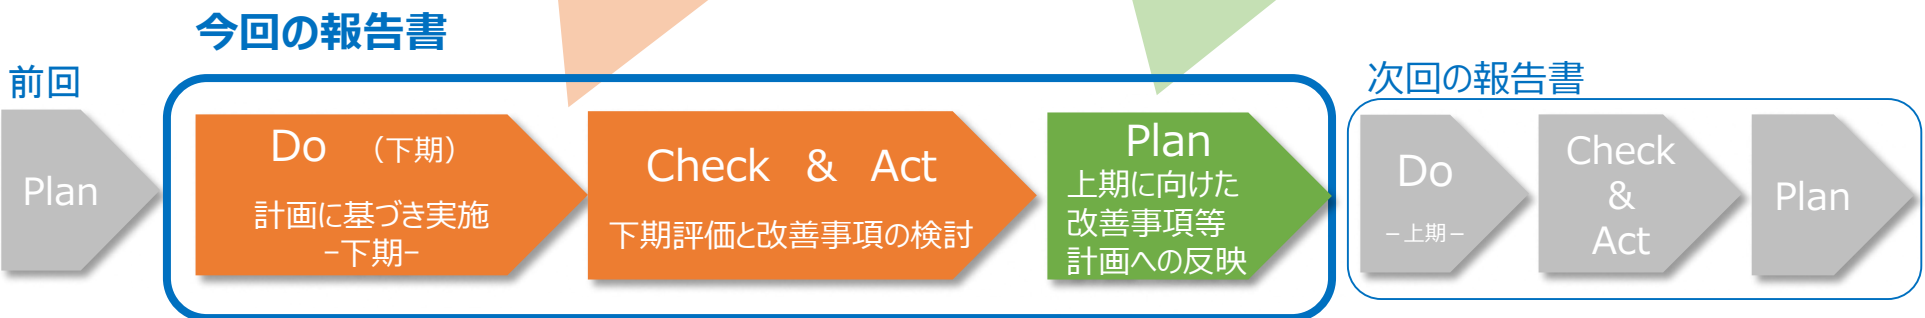 今回の報告書
前回
Plan
Do （下期）
計画に基づき実施
−下期−
Check & Act
下期評価と改善事項の検討
Plan
上期に向けた
改善事項等
計画への反映
次回の報告書
Do
−上期−
Check
&
Act
Plan